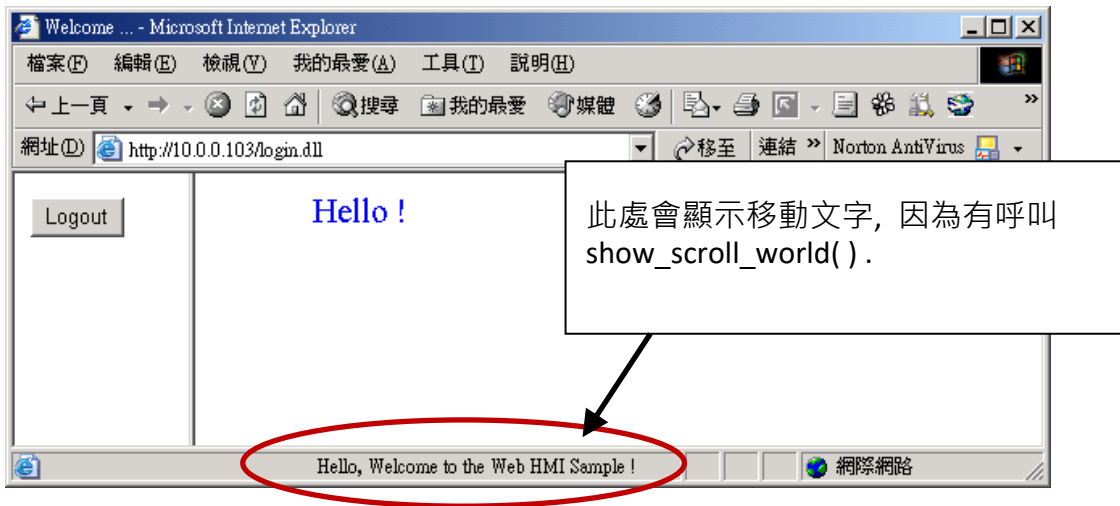 Welcome ... - Microsoft Internet Explorer
檔案(F) 編輯(E) 檢視(V) 我的最愛(A) 工具(T) 說明(H)
上一頁 搜尋 我的最愛 媒體 »
網址(D) http://10.0.0.103/login.dll 移至 連結 » Norton AntiVirus
Logout
Hello !
此處會顯示移動文字, 因為有呼叫
show_scroll_world( ) .
Hello, Welcome to the Web HMI Sample ! 網際網路